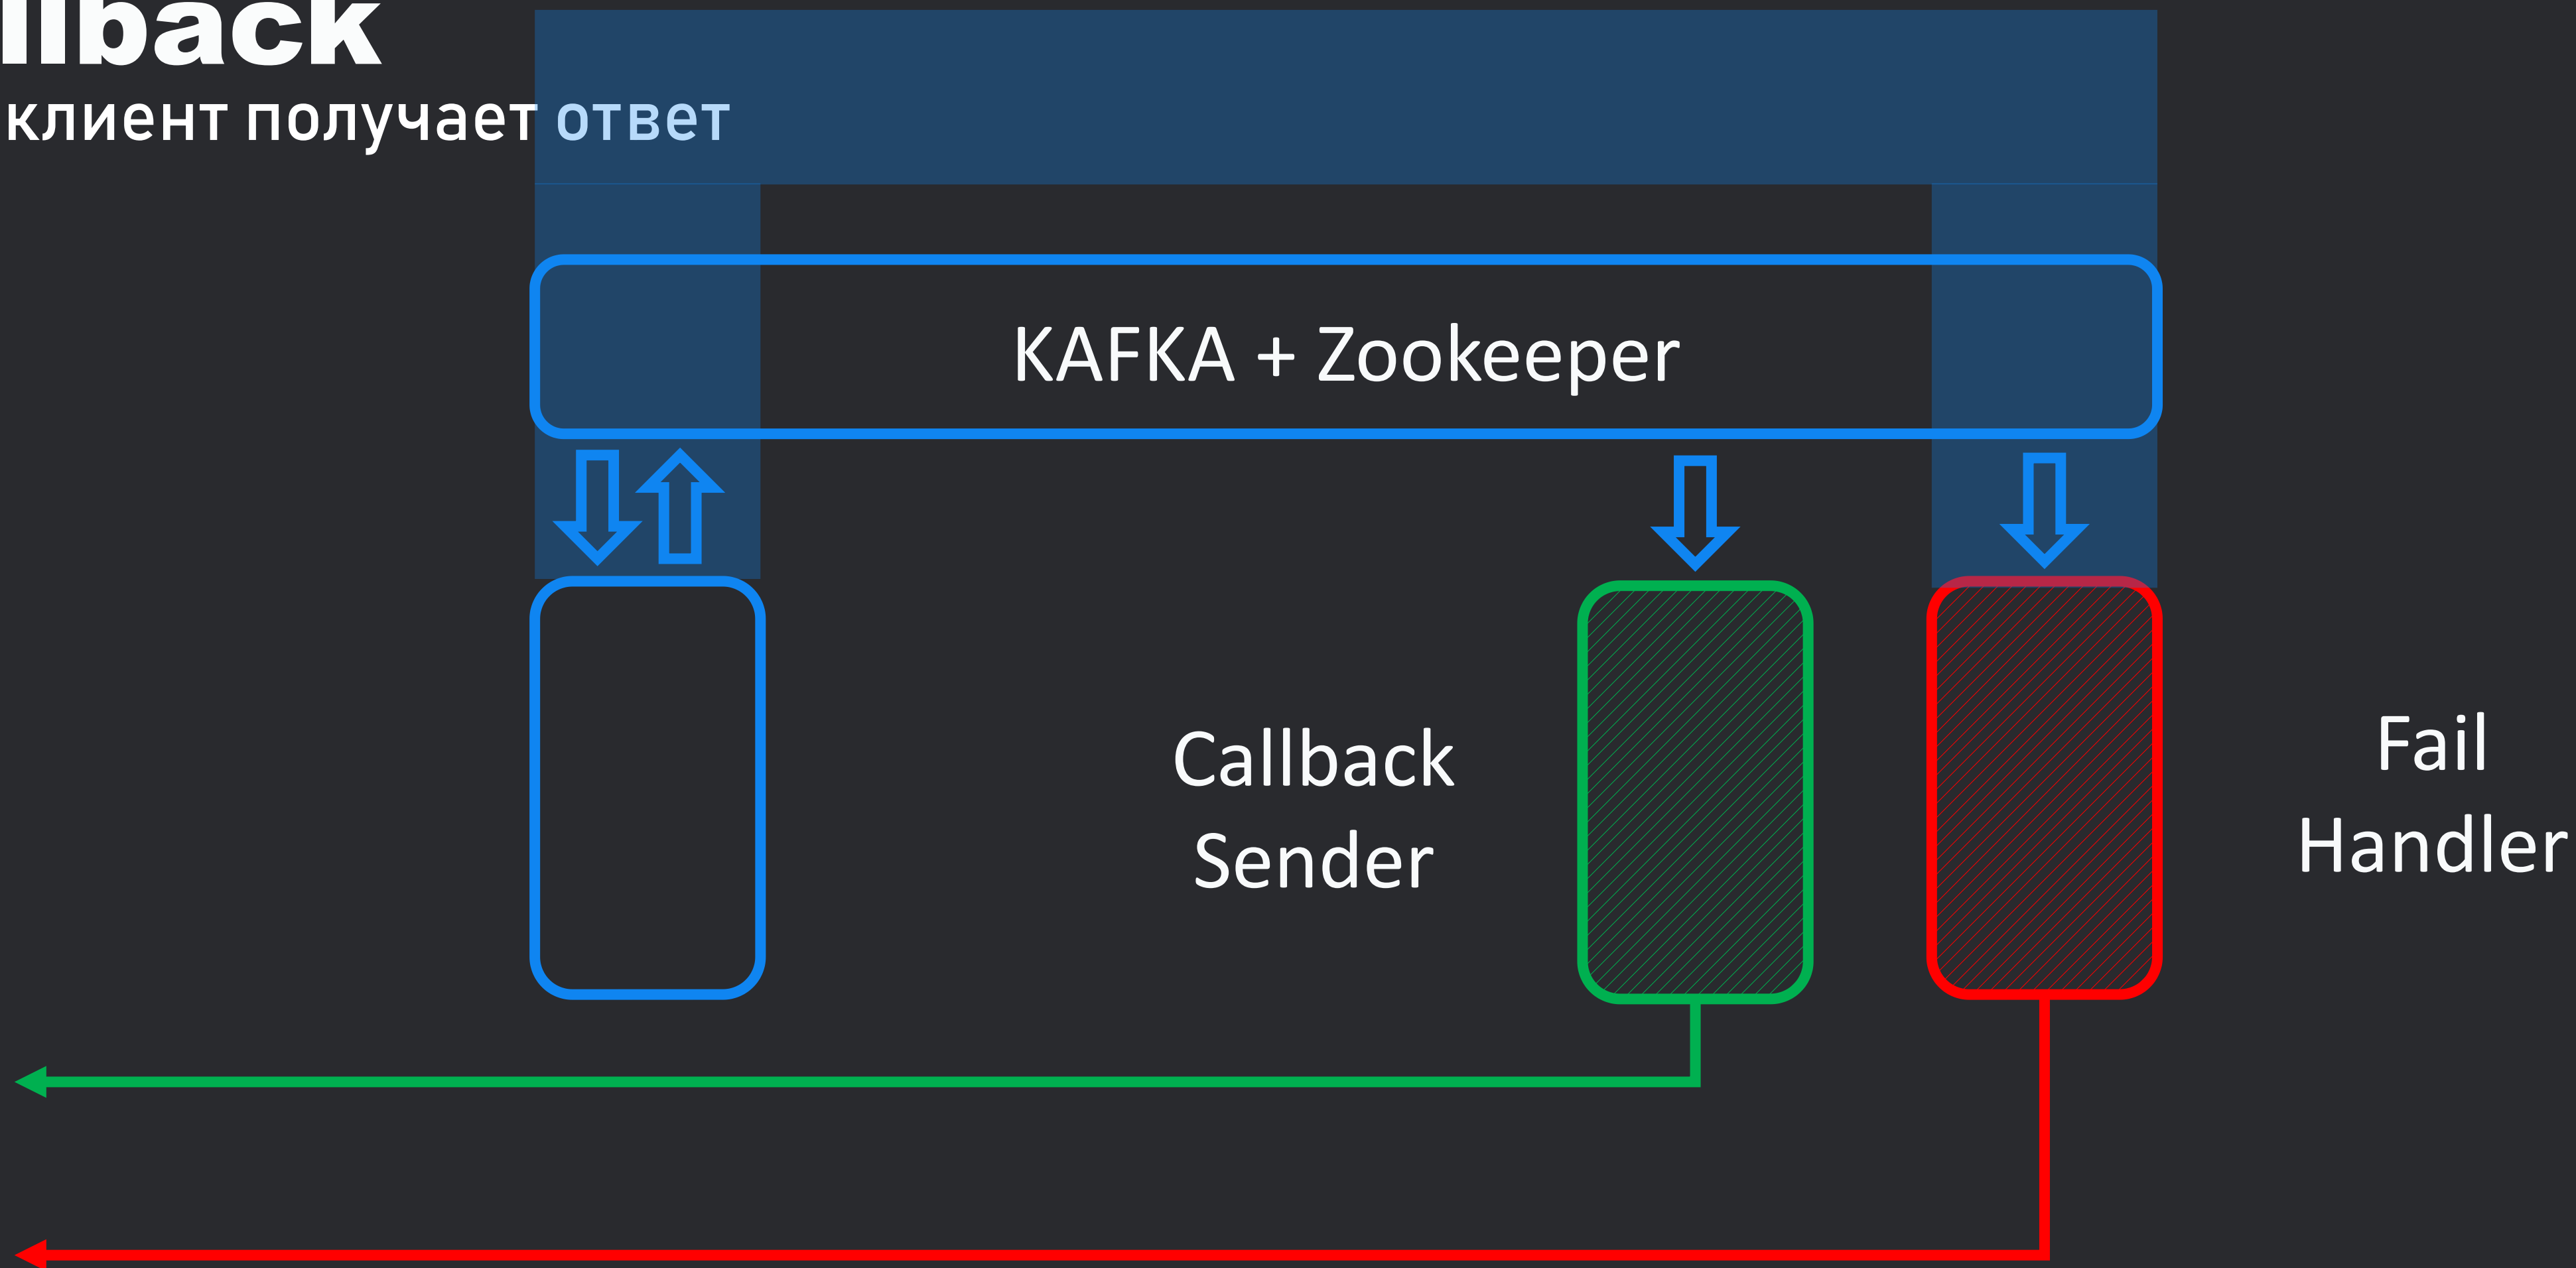 llback
клиент получает ответ
KAFKA + Zookeeper
Callback
Sender
Fail
Handler